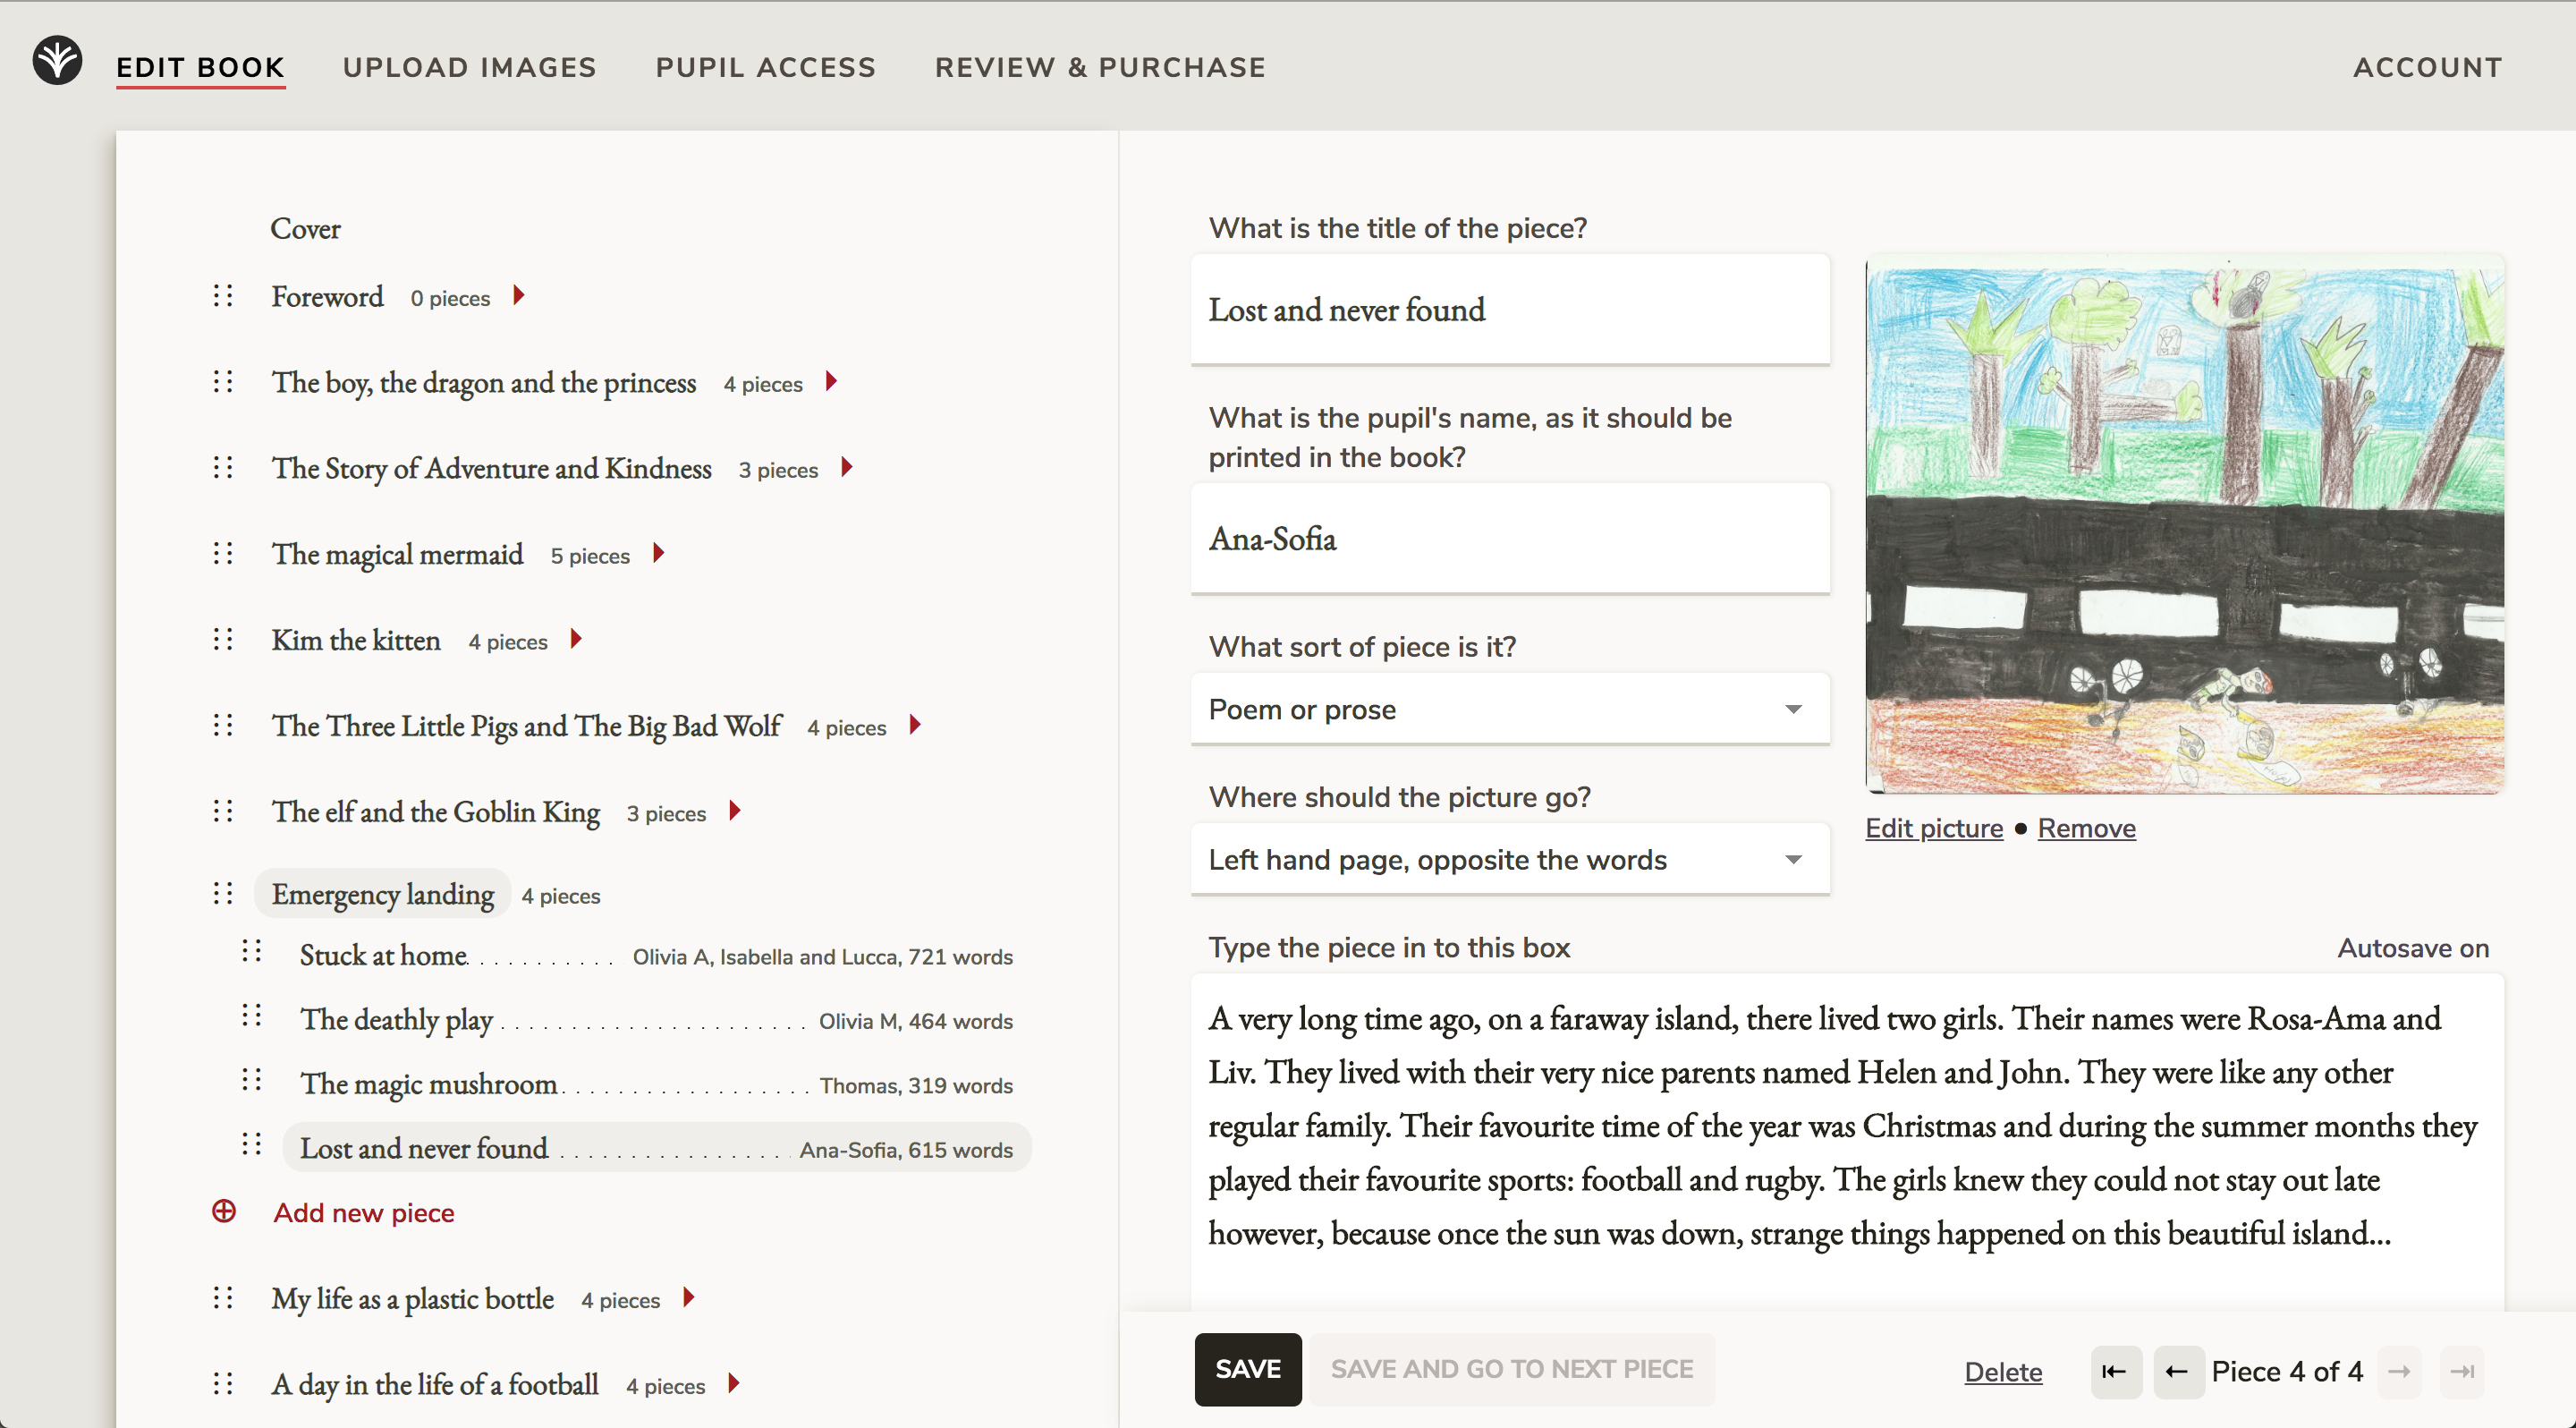 EDIT BOOK
UPLOAD IMAGES
PUPIL ACCESS
REVIEW & PURCHASE
ACCOUNT
Cover
Foreword 0 pieces
The boy, the dragon and the princess 4 pieces
The Story of Adventure and Kindness 3 pieces
The magical mermaid 5 pieces
Kim the kitten 4 pieces
The Three Little Pigs and The Big Bad Wolf 4 pieces
The elf and the Goblin King 3 pieces
Emergency landing 4 pieces
Stuck at home. . . . . . . . . . . Olivia A, Isabella and Lucca, 721 words
The deathly play . . . . . . . . . . . . . . . . . . . . . . Olivia M, 464 words
The magic mushroom. . . . . . . . . . . . . . . . . . Thomas, 319 words
Lost and never found . . . . . . . . . . . . . . . . Ana-Sofia, 615 words
Add new piece
My life as a plastic bottle 4 pieces
A day in the life of a football 4 pieces
What is the title of the piece?
Lost and never found
What is the pupil's name, as it should be
printed in the book?
Ana-Sofia
What sort of piece is it?
Poem or prose
Where should the picture go?
Left hand page, opposite the words
Edit picture • Remove
Type the piece in to this box
Autosave on
A very long time ago, on a faraway island, there lived two girls. Their names were Rosa-Ama and
Liv. They lived with their very nice parents named Helen and John. They were like any other
regular family. Their favourite time of the year was Christmas and during the summer months they
played their favourite sports: football and rugby. The girls knew they could not stay out late
however, because once the sun was down, strange things happened on this beautiful island...
SAVE
SAVE AND GO TO NEXT PIECE
Delete
Piece 4 of 4